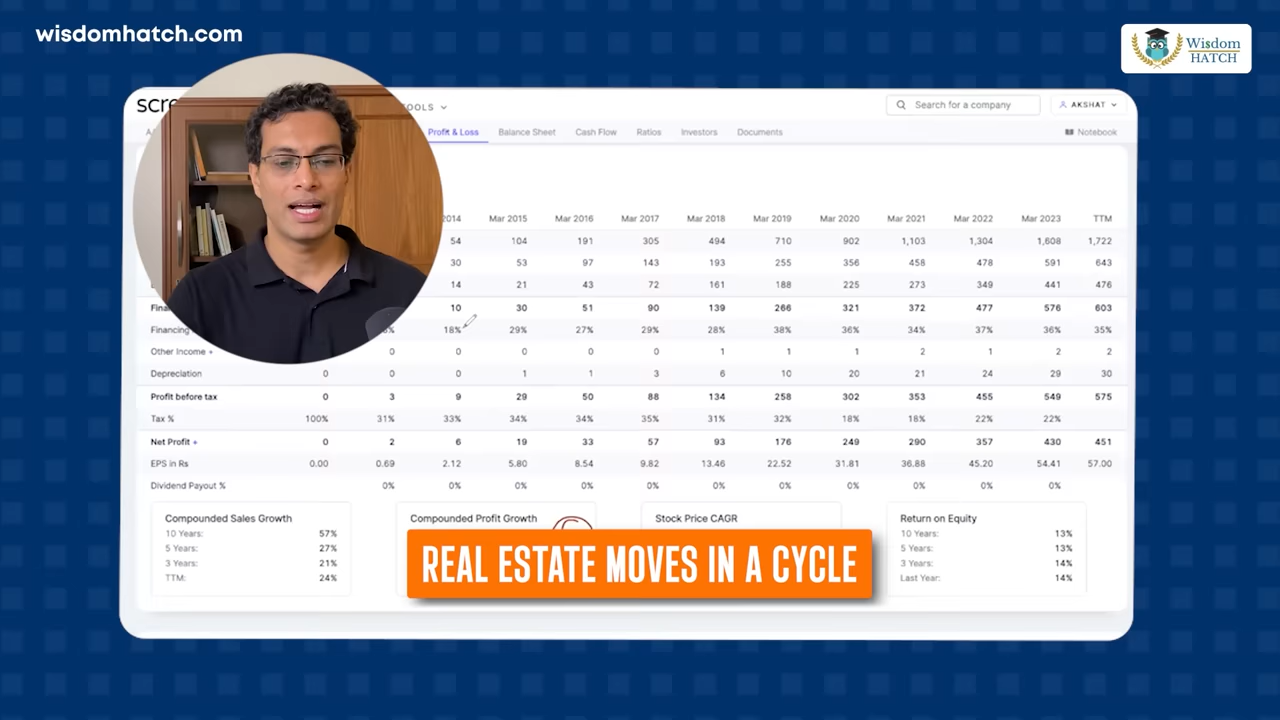 wisdomhatch.com
Wisdom
HATCH
scre
OOLS
Search for a company
AKSHAT
Profit & Loss Balance Sheet Cash Flow Ratios Investors Documents
Notebook
2014 Mar 2015 Mar 2016 Mar 2017 Mar 2018 Mar 2019 Mar 2020 Mar 2021 Mar 2022 Mar 2023 TTM
54 104 191 305 494 710 902 1,103 1,304 1,608 1,722
30 53 97 143 193 255 356 458 478 591 643
14 21 43 72 161 188 225 273 349 441 476
Finan 10 30 51 90 139 266 321 372 477 576 603
Financing % 18% 29% 27% 29% 28% 38% 36% 34% 37% 36% 35%
Other Income + 0 0 0 0 0 1 1 1 2 1 2 2
Depreciation 0 0 0 1 1 3 6 10 20 21 24 29 30
Profit before tax 0 3 9 29 50 88 134 258 302 353 455 549 575
Tax % 100% 31% 33% 34% 34% 35% 31% 32% 18% 18% 22% 22%
Net Profit + 0 2 6 19 33 57 93 176 249 290 357 430 451
EPS in Rs 0.00 0.69 2.12 5.80 8.54 9.82 13.46 22.52 31.81 36.88 45.20 54.41 57.00
Dividend Payout % 0% 0% 0% 0% 0% 0% 0% 0% 0% 0% 0%
Compounded Sales Growth
10 Years: 57%
5 Years: 27%
3 Years: 21%
TTM: 24%
Compounded Profit Growth
Stock Price CAGR
Return on Equity
10 Years: 13%
5 Years: 13%
3 Years: 14%
Last Year: 14%
REAL ESTATE MOVES IN A CYCLE